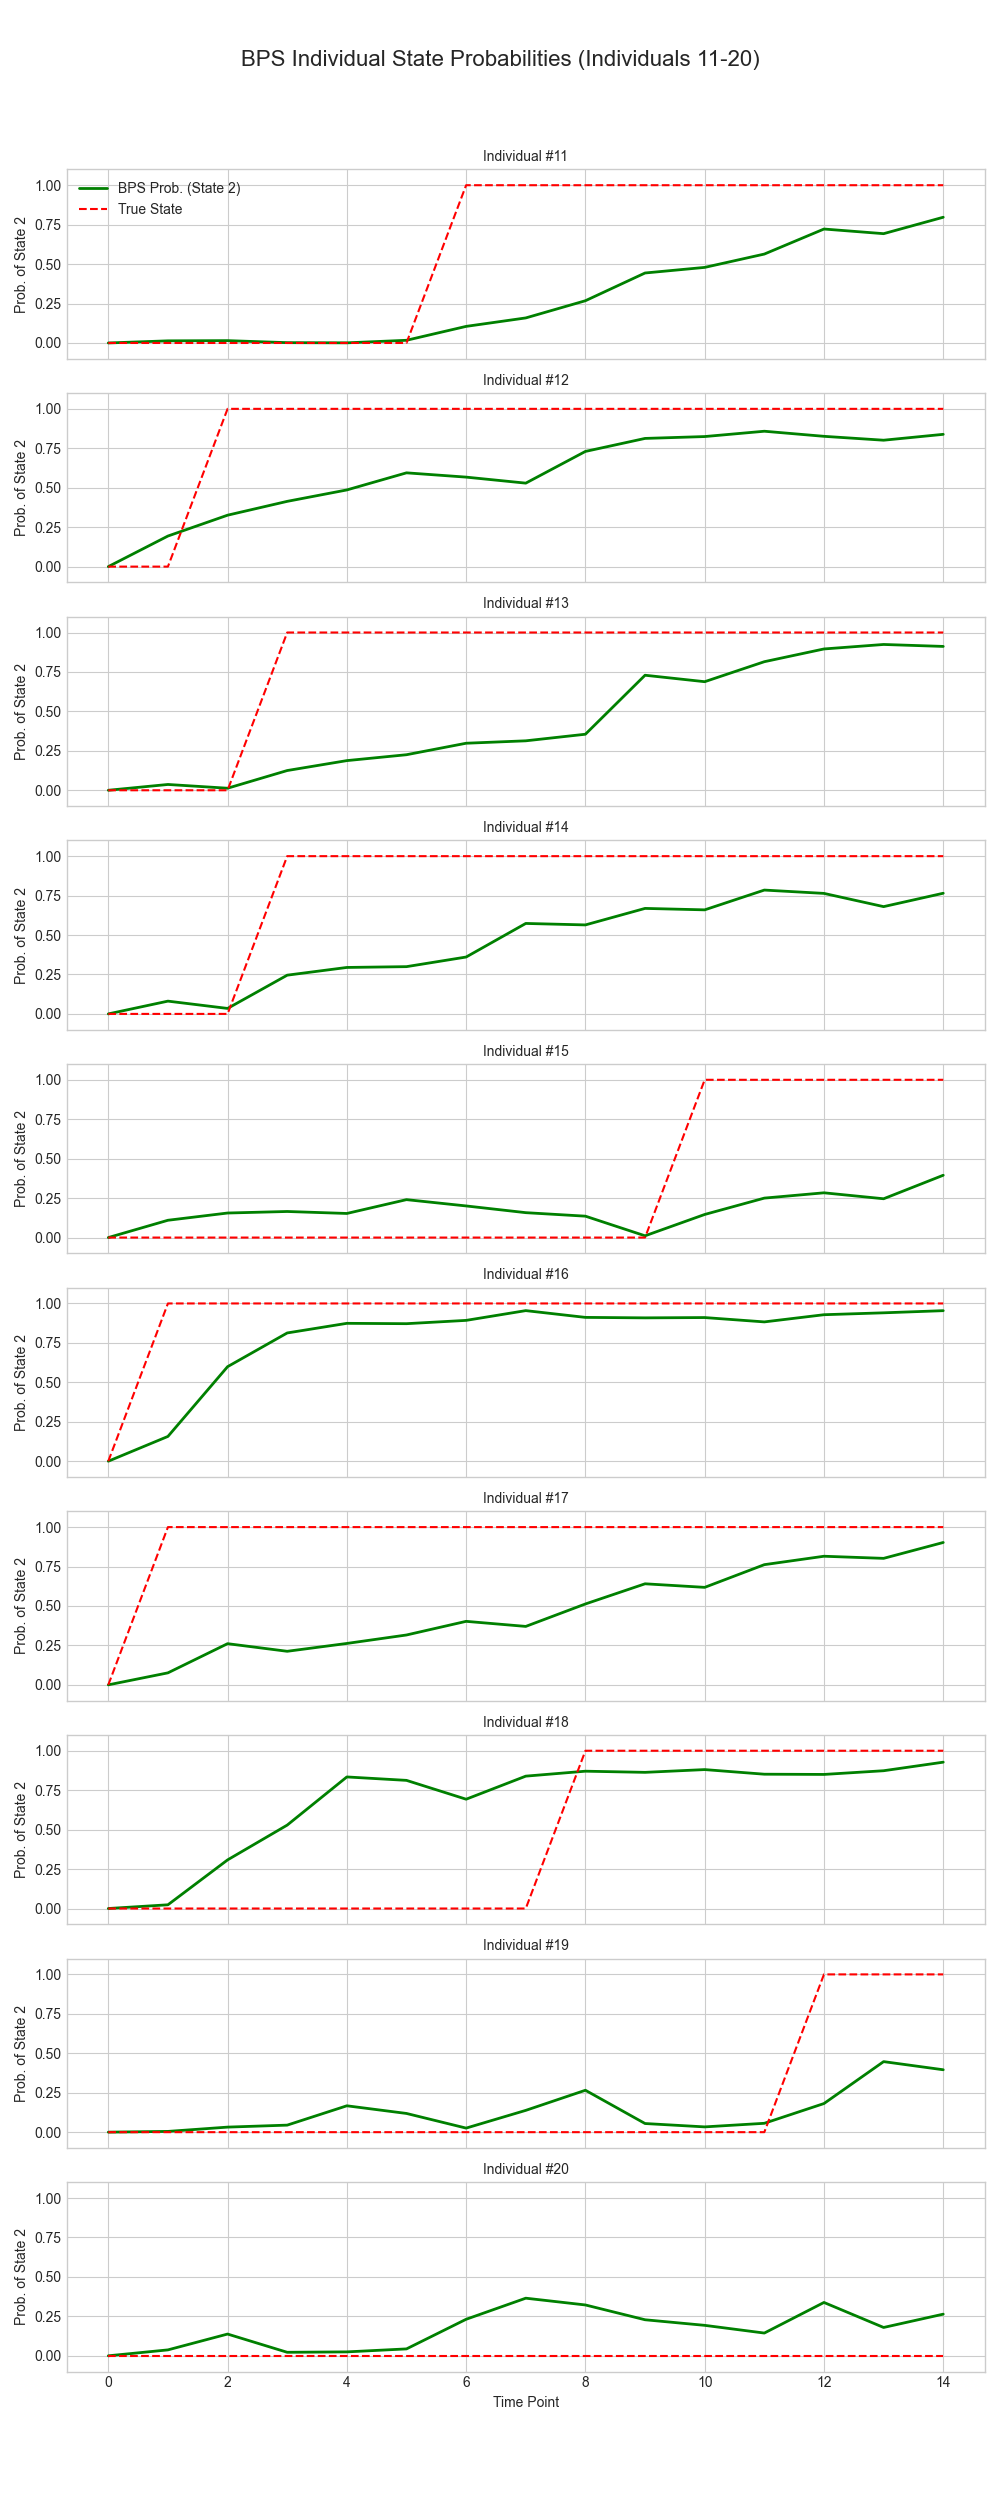 BPS Individual State Probabilities (Individuals 11-20)
Individual #11
BPS Prob. (State 2)
True State
Prob. of State 2
1.00
0.75
0.50
0.25
0.00
Individual #12
Prob. of State 2
1.00
0.75
0.50
0.25
0.00
Individual #13
Prob. of State 2
1.00
0.75
0.50
0.25
0.00
Individual #14
Prob. of State 2
1.00
0.75
0.50
0.25
0.00
Individual #15
Prob. of State 2
1.00
0.75
0.50
0.25
0.00
Individual #16
Prob. of State 2
1.00
0.75
0.50
0.25
0.00
Individual #17
Prob. of State 2
1.00
0.75
0.50
0.25
0.00
Individual #18
Prob. of State 2
1.00
0.75
0.50
0.25
0.00
Individual #19
Prob. of State 2
1.00
0.75
0.50
0.25
0.00
Individual #20
Prob. of State 2
1.00
0.75
0.50
0.25
0.00
0 2 4 6 8 10 12 14
Time Point